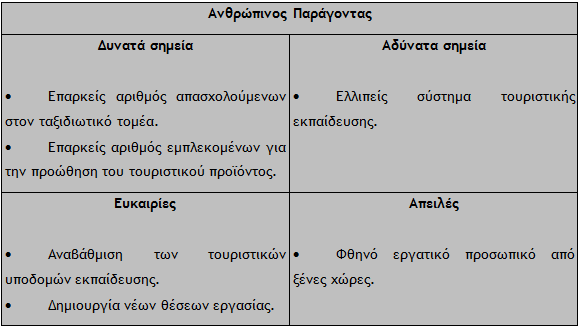 Ανθρώπινος Παράγοντας
Δυνατά σημεία
• Επαρκείς αριθμός απασχολούμενων
στον ταξιδιωτικό τομέα.
• Επαρκείς αριθμός εμπλεκομένων για
την προώθηση του τουριστικού προϊόντος.
Αδύνατα σημεία
• Ελλιπείς σύστημα τουριστικής
εκπαίδευσης.
Ευκαιρίες
• Αναβάθμιση των τουριστικών
υποδομών εκπαίδευσης.
• Δημιουργία νέων θέσεων εργασίας.
Απειλές
• Φθηνό εργατικό προσωπικό από
ξένες χώρες.